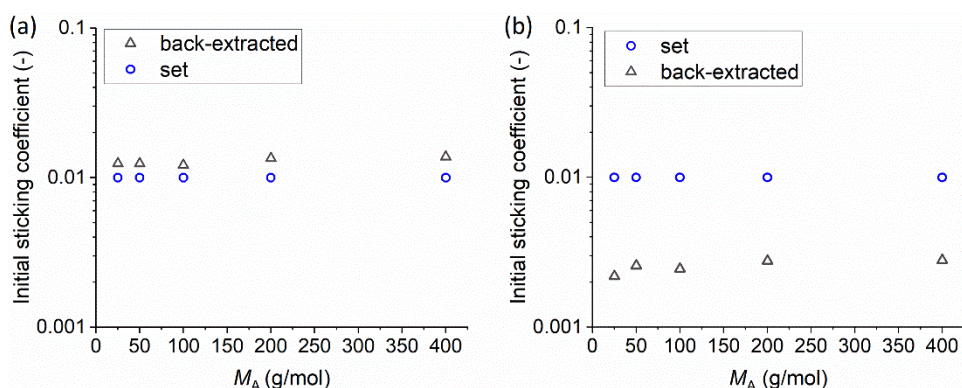 (a)
0.1
0.01
0.001
Initial sticking coefficient (-)
back-extracted
set
0 50 100 150 200 250 300 350 400
M_A (g/mol)
(b)
0.1
0.01
0.001
Initial sticking coefficient (-)
set
back-extracted
0 50 100 150 200 250 300 350 400
M_A (g/mol)